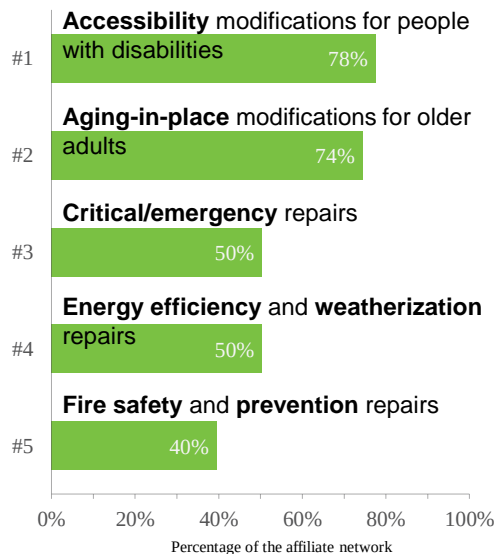 Accessibility modifications for people
with disabilities
#1
78%
Aging-in-place modifications for older
adults
#2
74%
Critical/emergency repairs
#3
50%
Energy efficiency and weatherization
repairs
#4
50%
Fire safety and prevention repairs
#5
40%
0% 20% 40% 60% 80% 100%
Percentage of the affiliate network